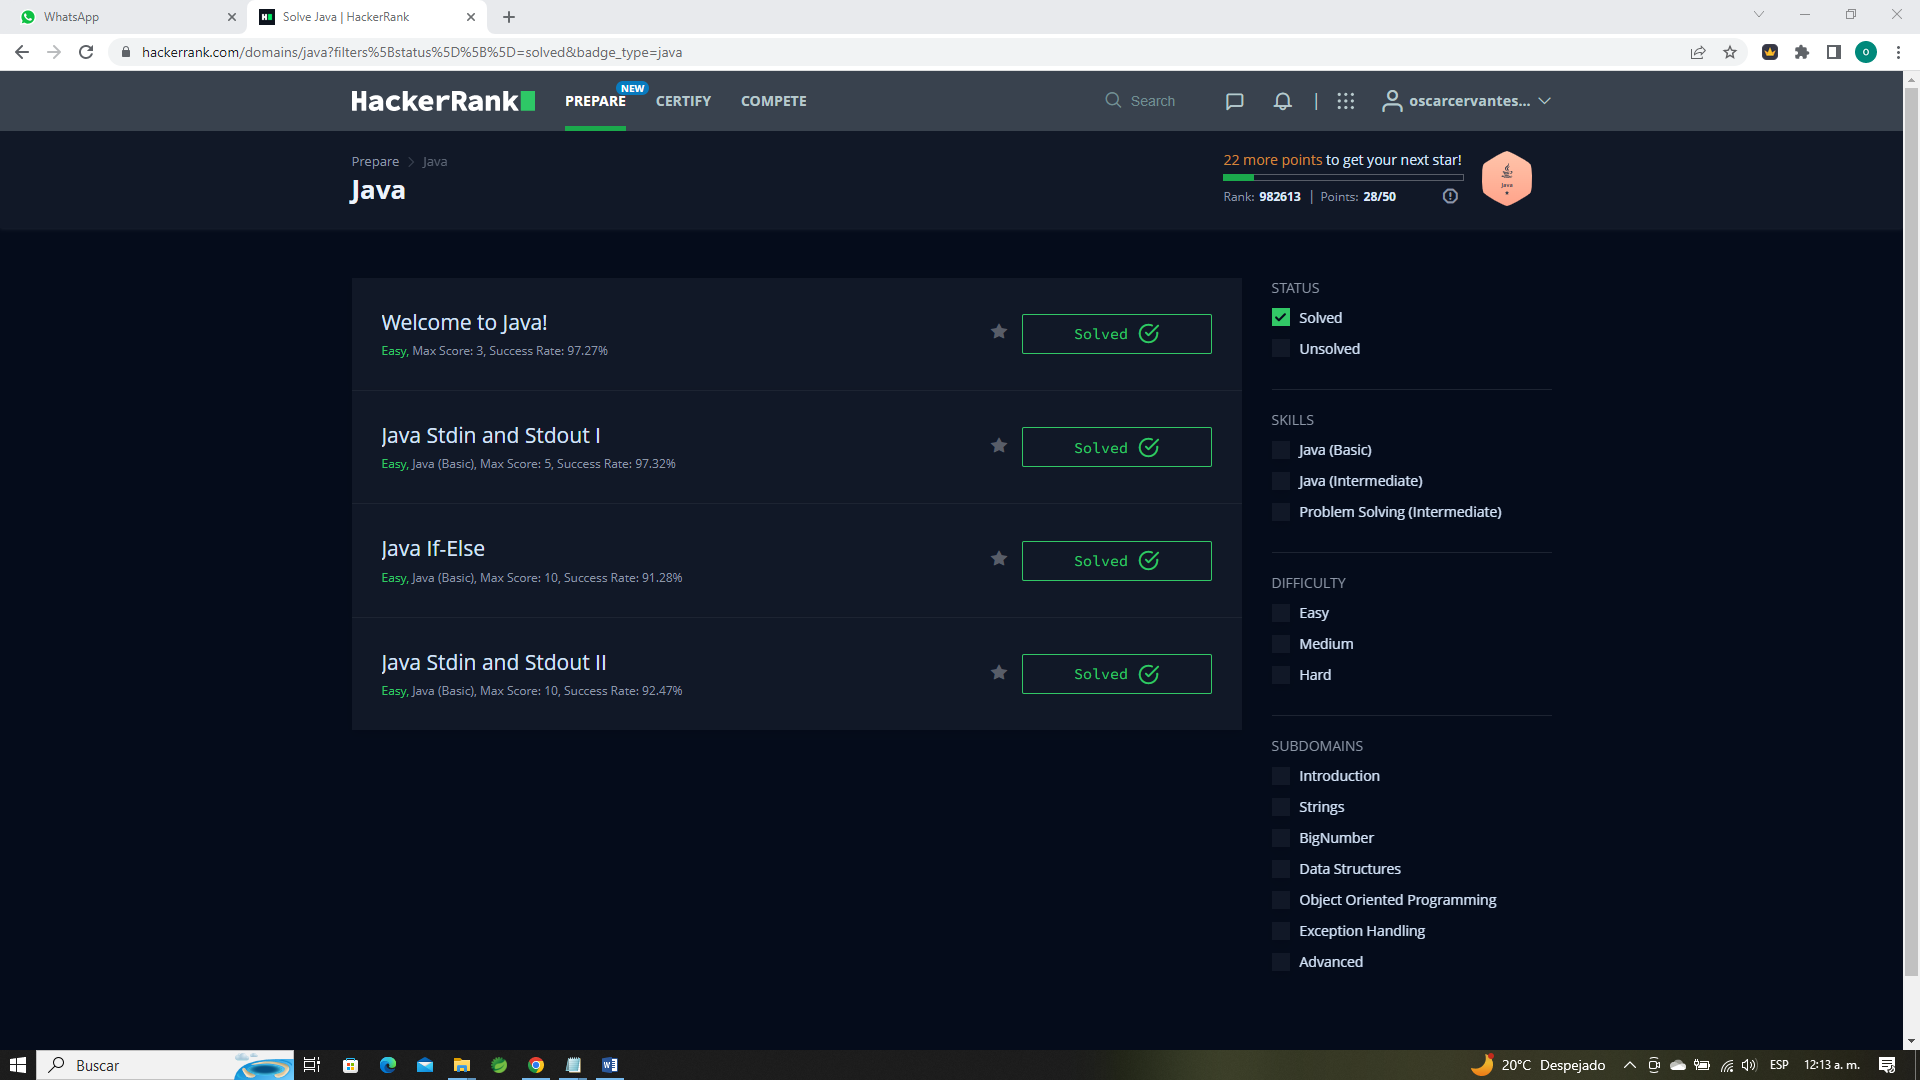 WhatsApp
Solve Java | HackerRank
hackerrank.com/domains/java?filters%5Bstatus%5D%5B%5D=solved&badge_type=java
o
HackerRank
PREPARE
NEW
CERTIFY
COMPETE
Search
|
oscarcervantes...
Prepare > Java
Java
22 more points to get your next star!
Rank: 982613 | Points: 28/50
Java
Welcome to Java!
Easy, Max Score: 3, Success Rate: 97.27%
Solved
Java Stdin and Stdout I
Easy, Java (Basic), Max Score: 5, Success Rate: 97.32%
Solved
Java If-Else
Easy, Java (Basic), Max Score: 10, Success Rate: 91.28%
Solved
Java Stdin and Stdout II
Easy, Java (Basic), Max Score: 10, Success Rate: 92.47%
Solved
STATUS
Solved
Unsolved
SKILLS
Java (Basic)
Java (Intermediate)
Problem Solving (Intermediate)
DIFFICULTY
Easy
Medium
Hard
SUBDOMAINS
Introduction
Strings
BigNumber
Data Structures
Object Oriented Programming
Exception Handling
Advanced
Buscar
20°C Despejado
ESP
12:13 a. m.